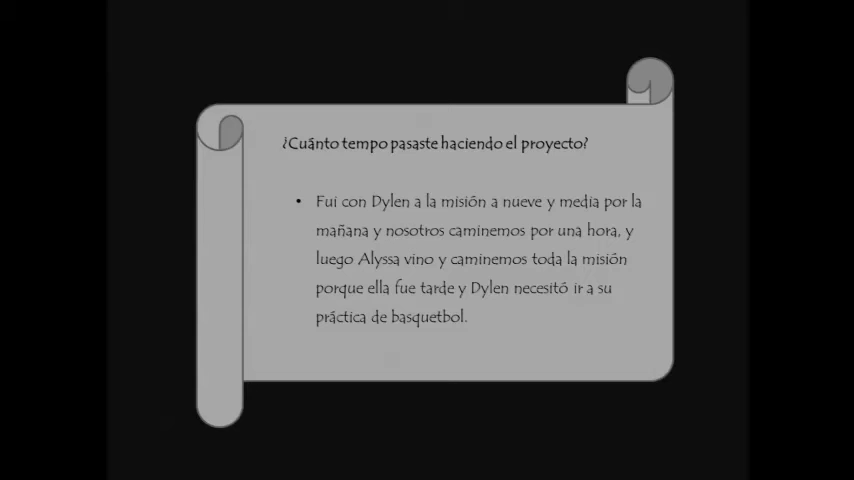 ¿Cuánto tempo pasaste haciendo el proyecto?
• Fui con Dylen a la misión a nueve y media por la
mañana y nosotros caminemos por una hora, y
luego Alyssa vino y caminemos toda la misión
porque ella fue tarde y Dylen necesitó ir a su
práctica de basquetbol.